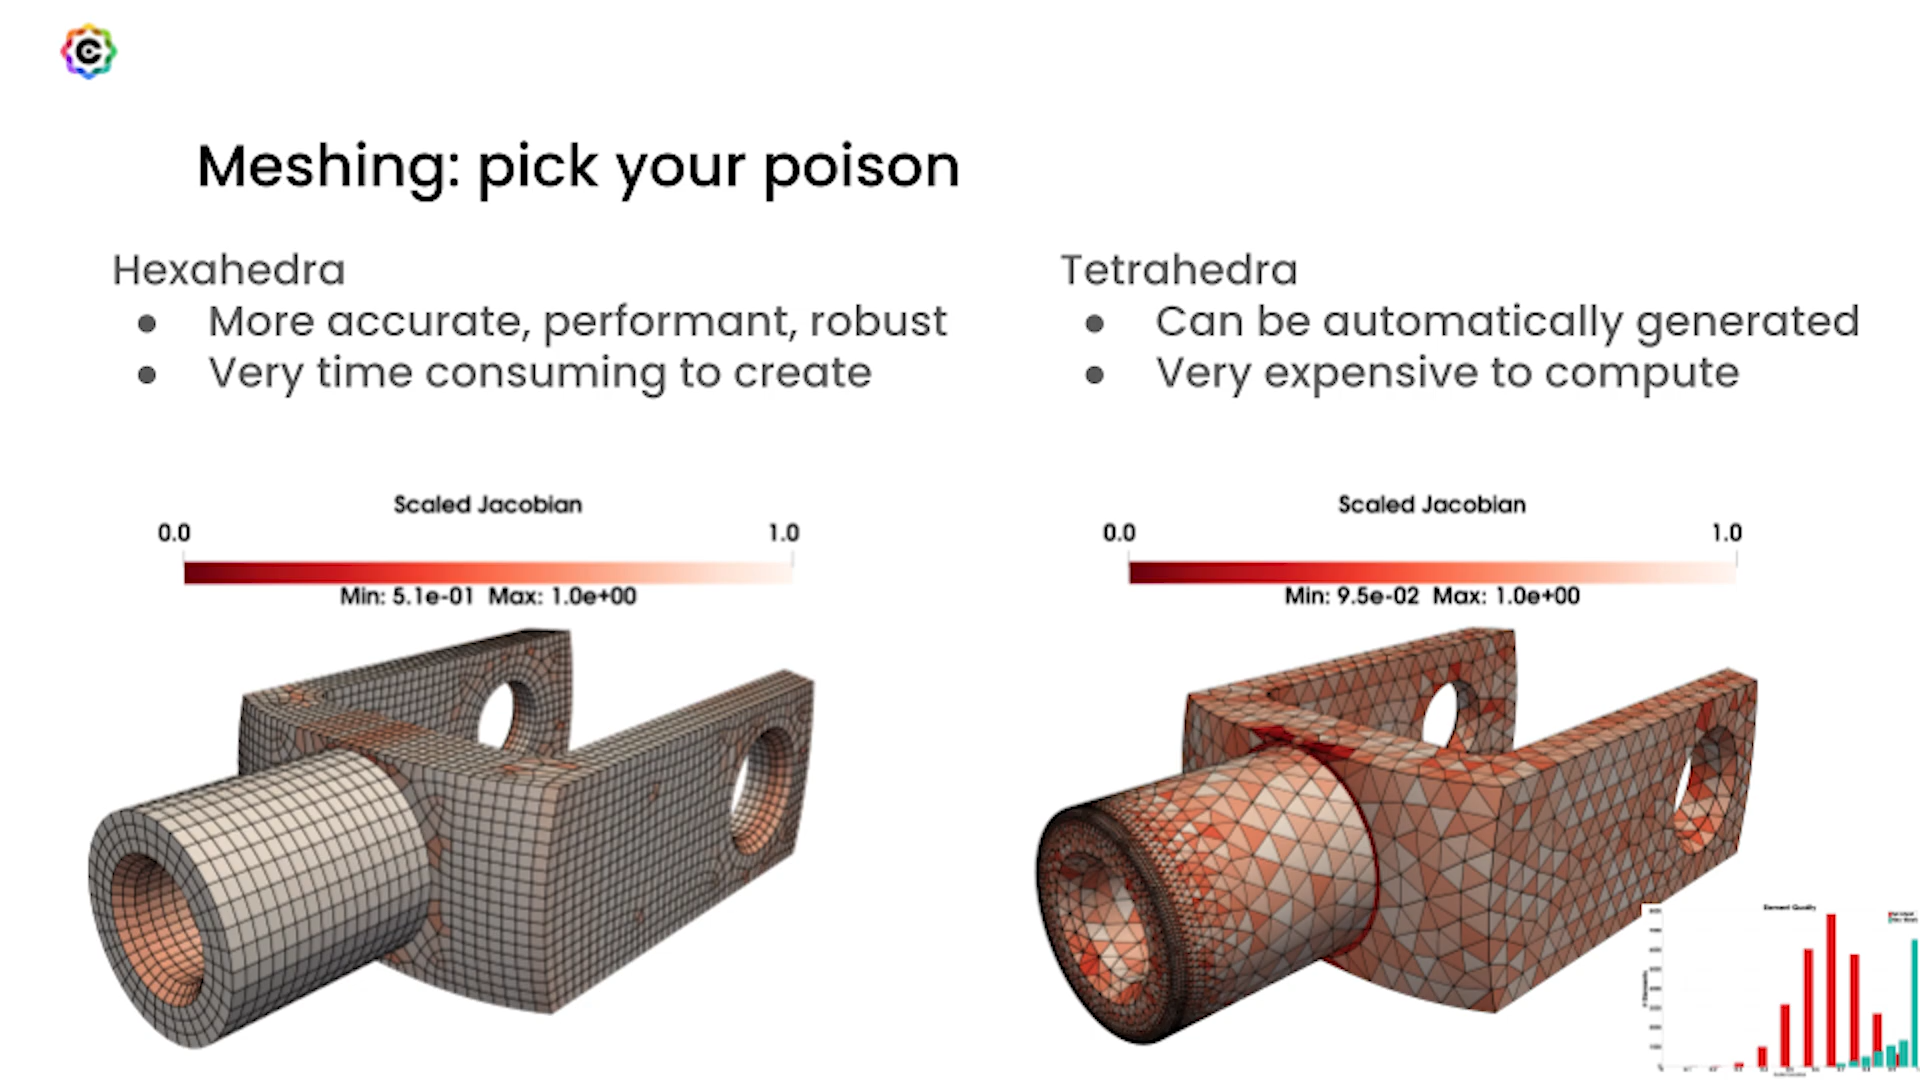 Meshing: pick your poison
Hexahedra
● More accurate, performant, robust
● Very time consuming to create
Tetrahedra
● Can be automatically generated
● Very expensive to compute
Scaled Jacobian
0.0 1.0
Min: 5.1e-01 Max: 1.0e+00
Scaled Jacobian
0.0 1.0
Min: 9.5e-02 Max: 1.0e+00
Element Quality